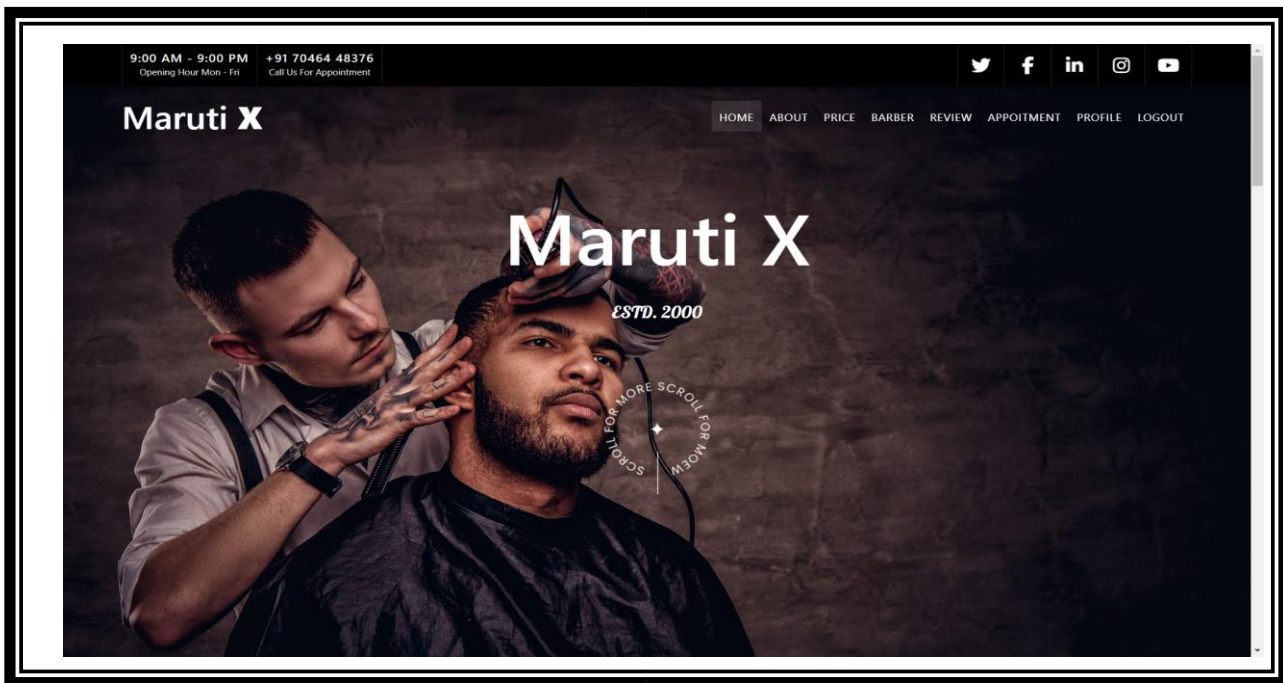 9:00 AM - 9:00 PM
Opening Hour Mon - Fri
+91 70464 48376
Call Us For Appointment
Maruti X
HOME ABOUT PRICE BARBER REVIEW APPOITMENT PROFILE LOGOUT
Maruti X
ESTD. 2000
SCROLL FOR MORE SCROLL FOR MOEW